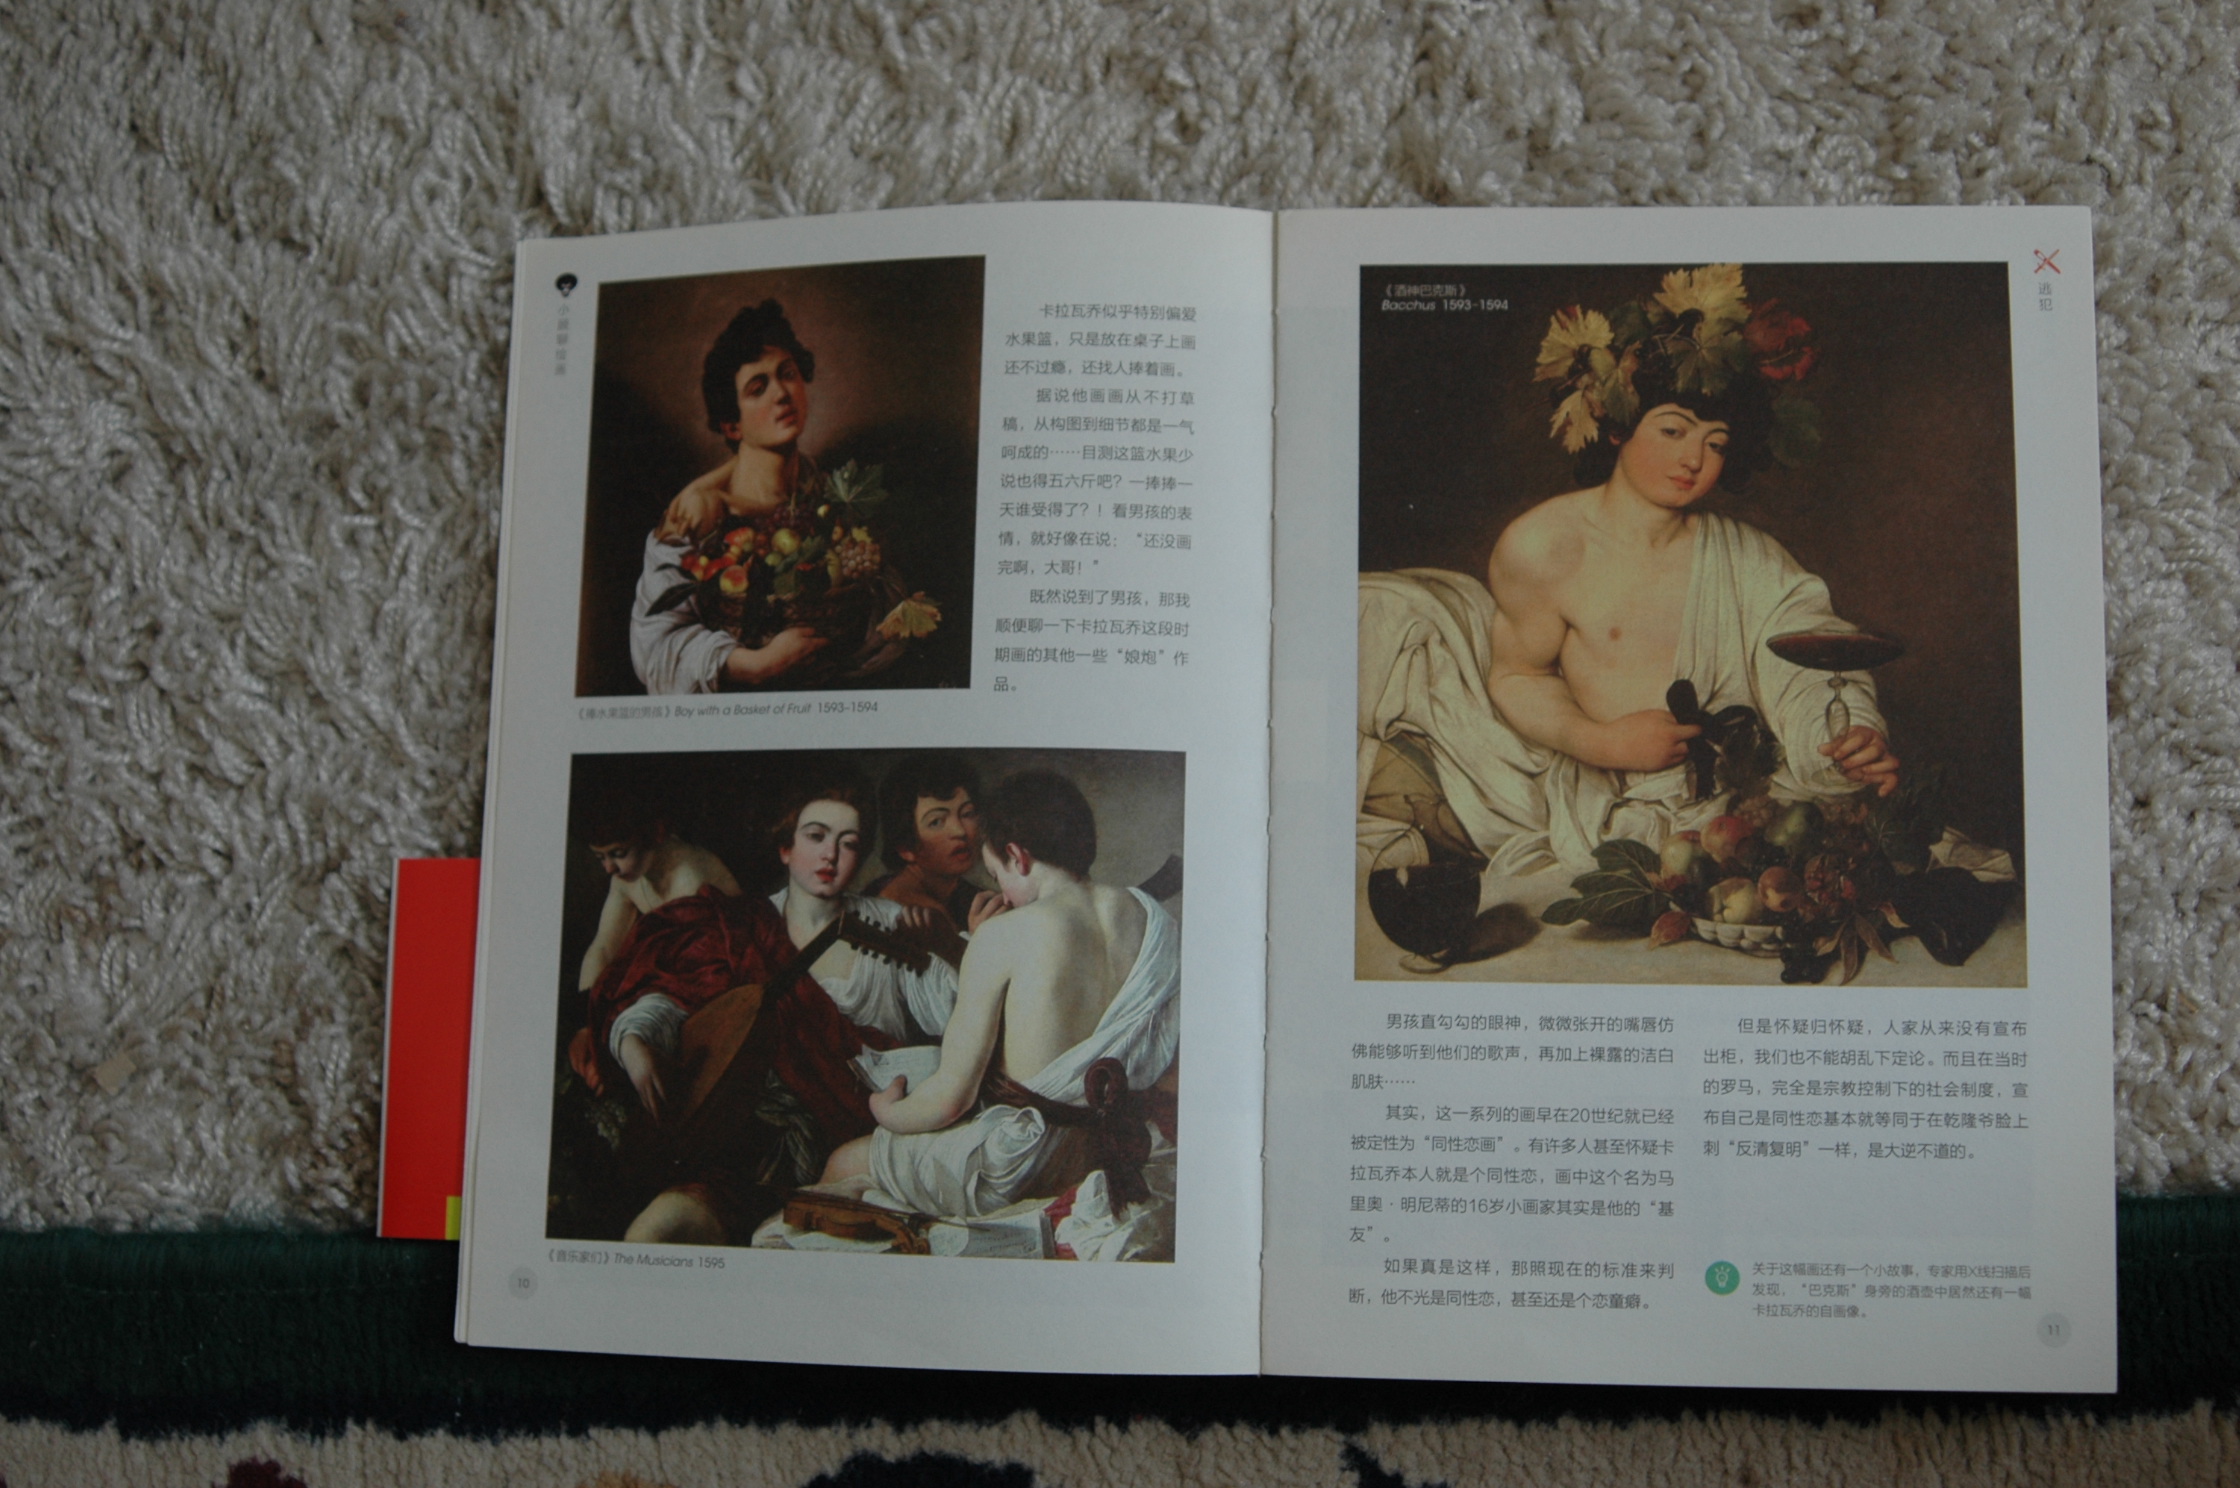 小顾聊绘画
卡拉瓦乔似乎特别偏爱
水果篮，只是放在桌子上画
还不过瘾，还找人捧着画。
据说他画画从不打草
稿，从构图到细节都是一气
呵成的……目测这篮水果少
说也得五六斤吧？一捧捧一
天谁受得了？！看男孩的表
情，就好像在说：“还没画
完啊，大哥！”
既然说到了男孩，那我
顺便聊一下卡拉瓦乔这段时
期画的其他一些“娘炮”作
品。
《捧水果篮的男孩》Boy with a Basket of Fruit 1593-1594
《音乐家们》The Musicians 1595
10
逃犯
《酒神巴克斯》
Bacchus 1593-1594
男孩直勾勾的眼神，微微张开的嘴唇仿
佛能够听到他们的歌声，再加上裸露的洁白
肌肤……
其实，这一系列的画早在20世纪就已经
被定性为“同性恋画”。有许多人甚至怀疑卡
拉瓦乔本人就是个同性恋，画中这个名为马
里奥·明尼蒂的16岁小画家其实是他的“基
友”。
如果真是这样，那照现在的标准来判
断，他不光是同性恋，甚至还是个恋童癖。
但是怀疑归怀疑，人家从来没有宣布
出柜，我们也不能胡乱下定论。而且在当时
的罗马，完全是宗教控制下的社会制度，宣
布自己是同性恋基本就等同于在乾隆爷脸上
刺“反清复明”一样，是大逆不道的。
关于这幅画还有一个小故事，专家用X线扫描后
发现，“巴克斯”身旁的酒壶中居然还有一幅
卡拉瓦乔的自画像。
11